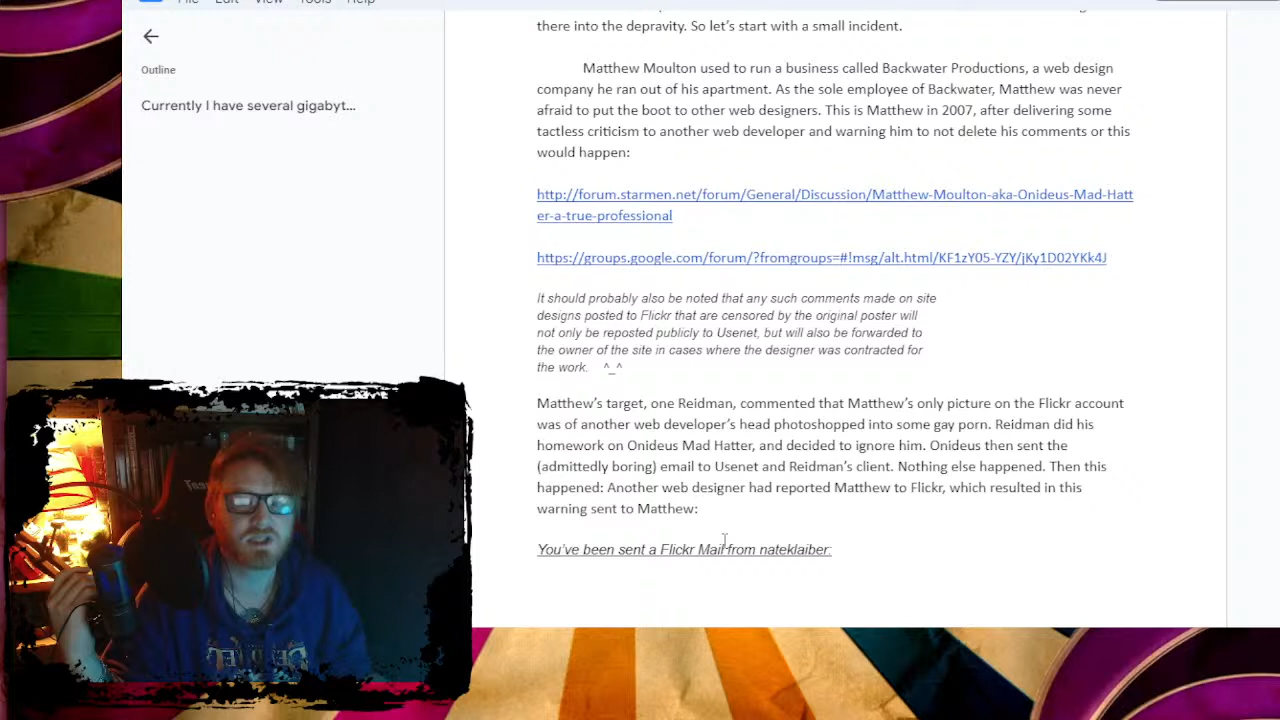 File Edit View Tools Help
there into the depravity. So let's start with a small incident.
Outline
Currently I have several gigabyt...
Matthew Moulton used to run a business called Backwater Productions, a web design
company he ran out of his apartment. As the sole employee of Backwater, Matthew was never
afraid to put the boot to other web designers. This is Matthew in 2007, after delivering some
tactless criticism to another web developer and warning him to not delete his comments or this
would happen:
http://forum.starmen.net/forum/General/Discussion/Matthew-Moulton-aka-Onideus-Mad-Hatt
er-a-true-professional
https://groups.google.com/forum/?fromgroups=#!msg/alt.html/KF1zY05-YZY/jKy1D02YKk4J
It should probably also be noted that any such comments made on site
designs posted to Flickr that are censored by the original poster will
not only be reposted publicly to Usenet, but will also be forwarded to
the owner of the site in cases where the designer was contracted for
the work. ^_^
Matthew's target, one Reidman, commented that Matthew's only picture on the Flickr account
was of another web developer's head photoshopped into some gay porn. Reidman did his
homework on Onideus Mad Hatter, and decided to ignore him. Onideus then sent the
(admittedly boring) email to Usenet and Reidman's client. Nothing else happened. Then this
happened: Another web designer had reported Matthew to Flickr, which resulted in this
warning sent to Matthew:
You've been sent a Flickr Mail from nateklaiber: